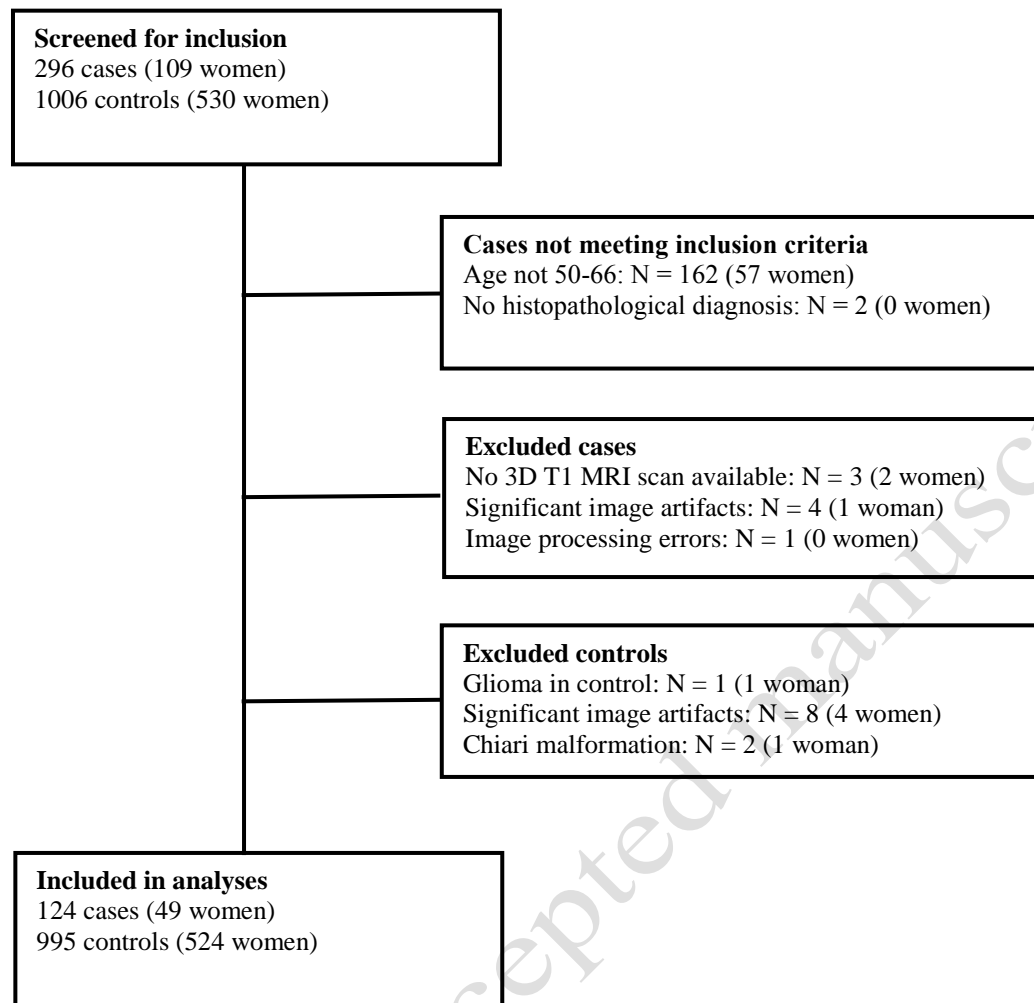 Screened for inclusion
296 cases (109 women)
1006 controls (530 women)
Cases not meeting inclusion criteria
Age not 50-66: N = 162 (57 women)
No histopathological diagnosis: N = 2 (0 women)
Excluded cases
No 3D T1 MRI scan available: N = 3 (2 women)
Significant image artifacts: N = 4 (1 woman)
Image processing errors: N = 1 (0 women)
Excluded controls
Glioma in control: N = 1 (1 woman)
Significant image artifacts: N = 8 (4 women)
Chiari malformation: N = 2 (1 woman)
Included in analyses
124 cases (49 women)
995 controls (524 women)